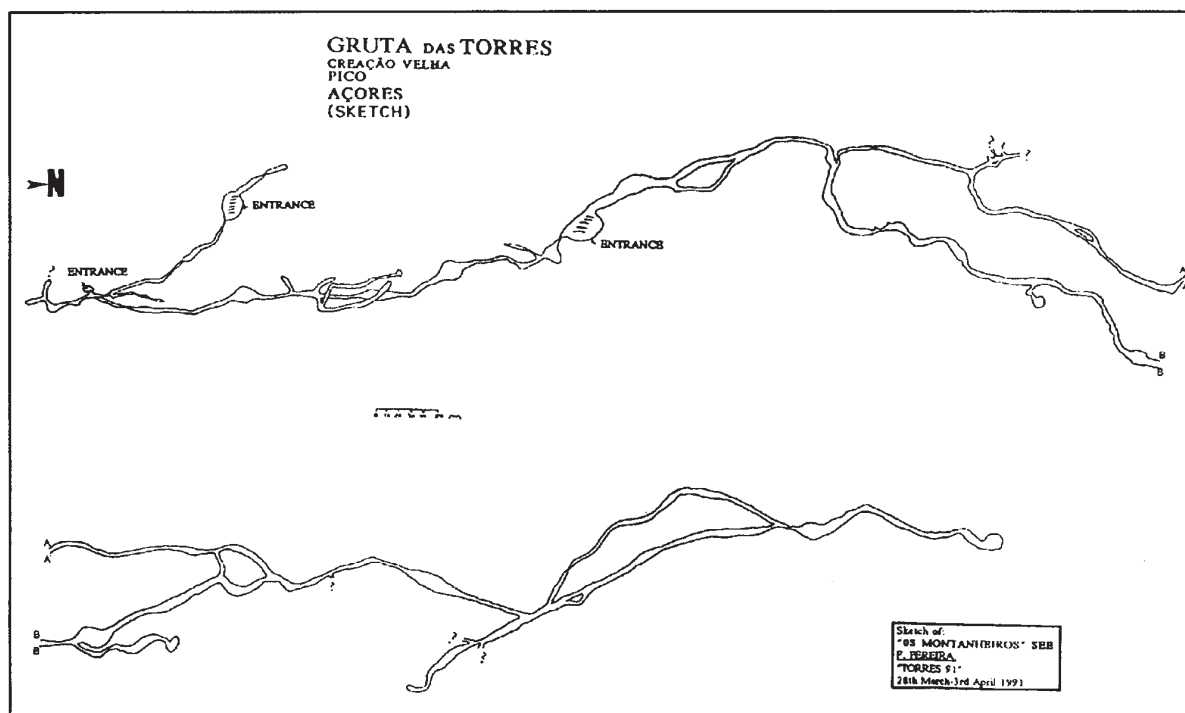 GRUTA DAS TORRES
CREAÇÃO VELHA
PICO
AÇORES
(SKETCH)
N
ENTRANCE
ENTRANCE
ENTRANCE
?
?
?
?
A
A
B
B
A
A
B
B
?
?
?
Sketch of:
"OS MONTANHEIROS" SEE
P. PEREIRA
"TORRES 91"
28th March-3rd April 1991